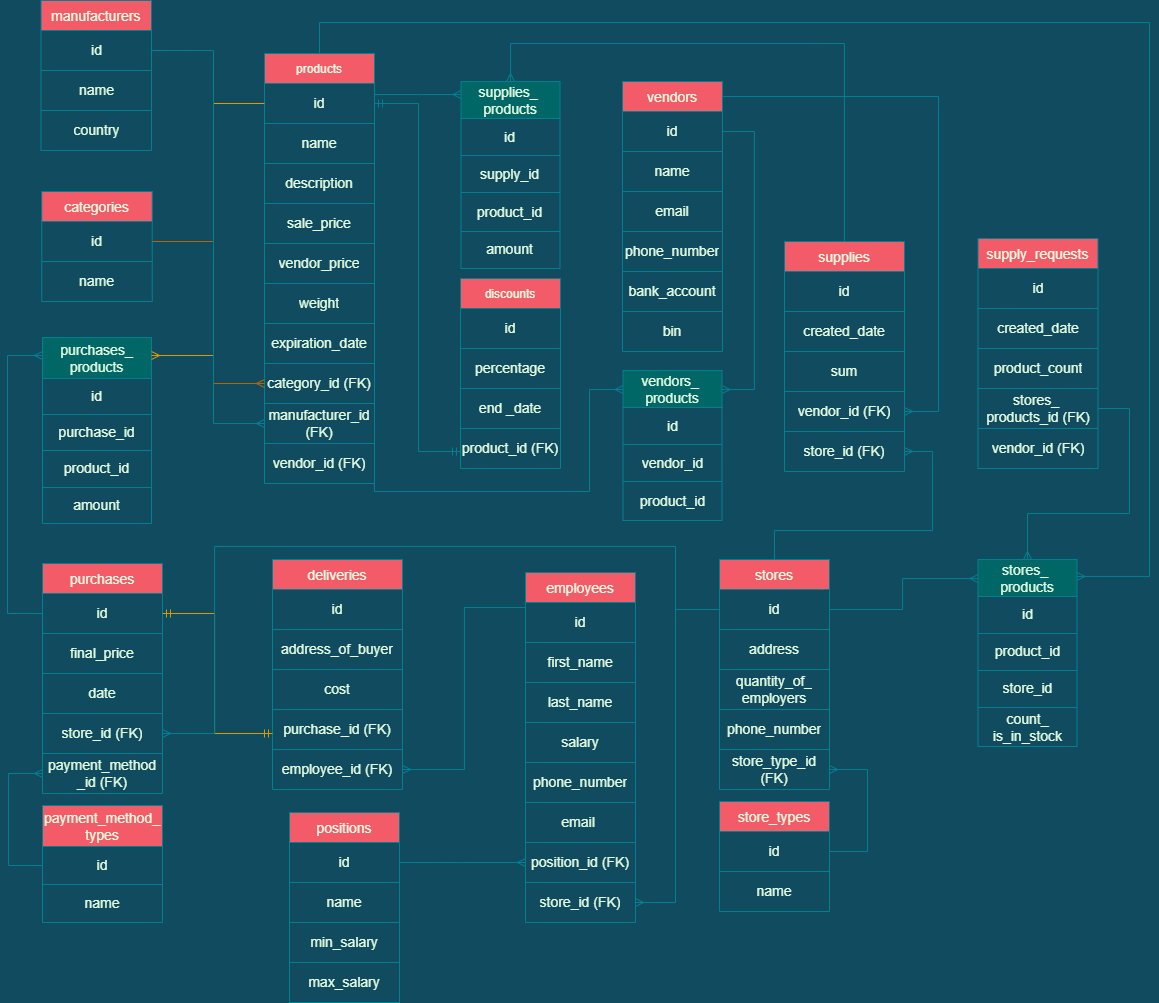 manufacturers
id
name
country
categories
id
name
purchases_
products
id
purchase_id
product_id
amount
products
id
name
description
sale_price
vendor_price
weight
expiration_date
category_id (FK)
manufacturer_id
(FK)
vendor_id (FK)
supplies_
products
id
supply_id
product_id
amount
discounts
id
percentage
end _date
product_id (FK)
vendors
id
name
email
phone_number
bank_account
bin
vendors_
products
id
vendor_id
product_id
supplies
id
created_date
sum
vendor_id (FK)
store_id (FK)
supply_requests
id
created_date
product_count
stores_
products_id (FK)
vendor_id (FK)
purchases
id
final_price
date
store_id (FK)
payment_method
_id (FK)
payment_method_
types
id
name
deliveries
id
address_of_buyer
cost
purchase_id (FK)
employee_id (FK)
positions
id
name
min_salary
max_salary
employees
id
first_name
last_name
salary
phone_number
email
position_id (FK)
store_id (FK)
stores
id
address
quantity_of_
employers
phone_number
store_type_id
(FK)
store_types
id
name
stores_
products
id
product_id
store_id
count_
is_in_stock